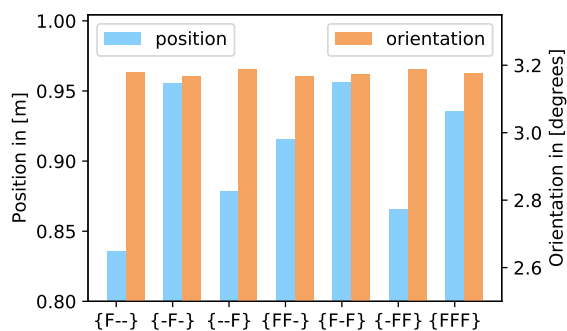 position
orientation
Position in [m]
1.00
0.95
0.90
0.85
0.80
Orientation in [degrees]
3.2
3.0
2.8
2.6
{F--} {-F-} {--F} {FF-} {F-F} {-FF} {FFF}